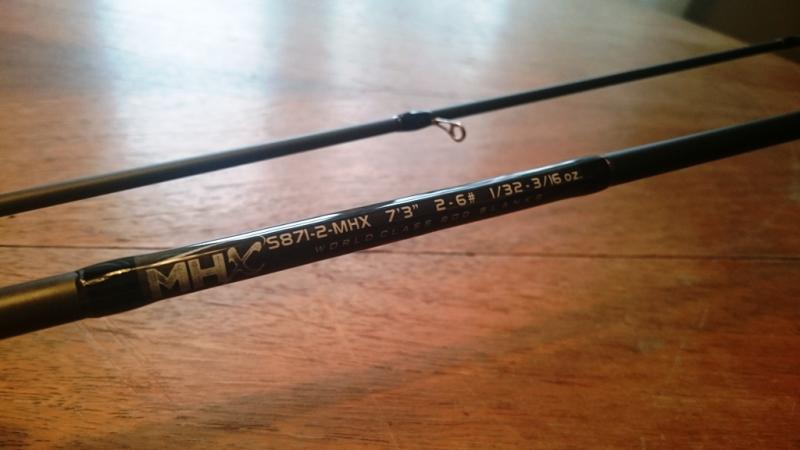 MHX S871-2-MHX 7'3" 2-6# 1/32-3/16 oz.
WORLD CLASS ROD BLANKS